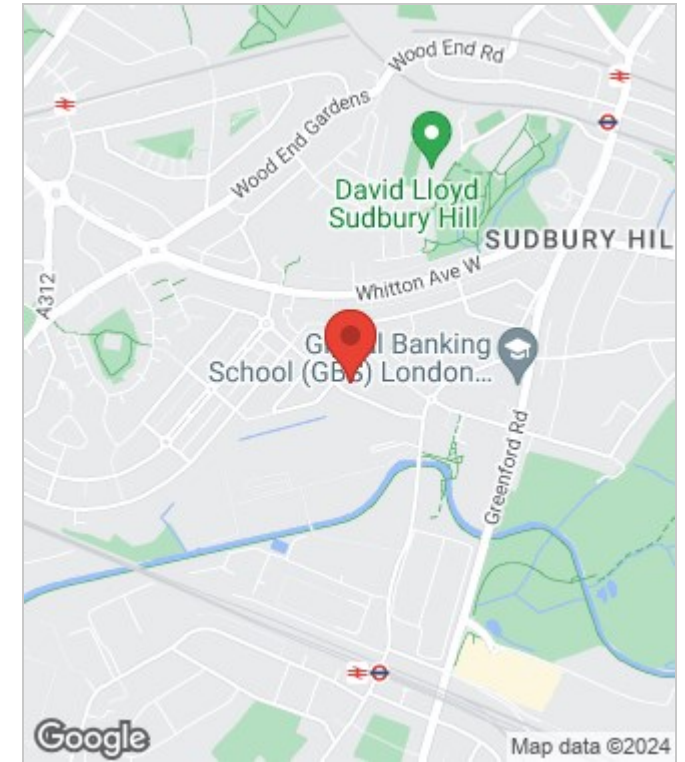 Wood End Rd
Wood End Gardens
David Lloyd
Sudbury Hill
SUDBURY HIL
A312
Whitton Ave W
Banking
School (GBS) London...
Greenford Rd
Google
Map data ©2024